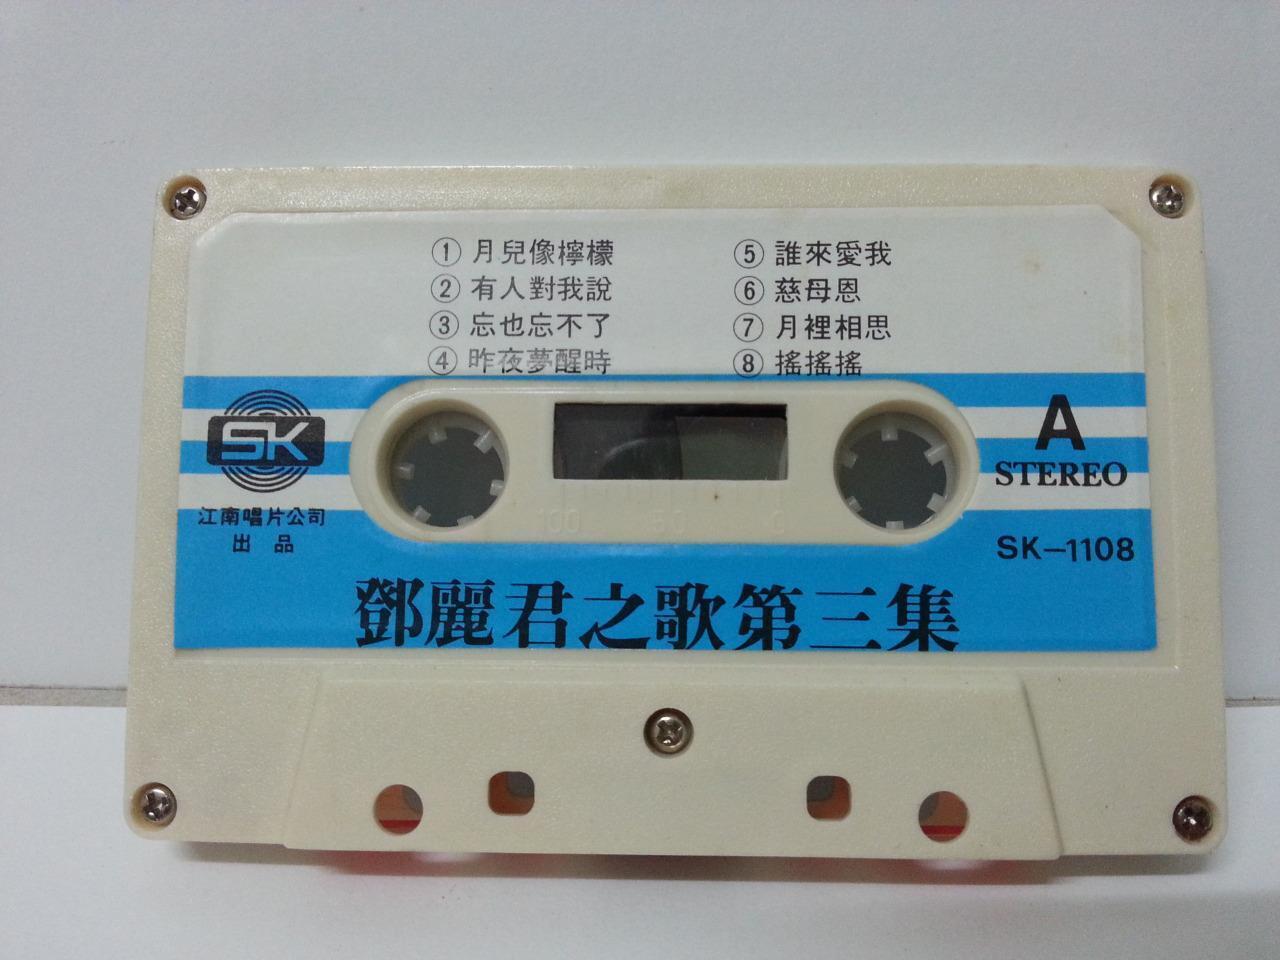 ① 月兒像檸檬
② 有人對我說
③ 忘也忘不了
④ 昨夜夢醒時
⑤ 誰來愛我
⑥ 慈母恩
⑦ 月裡相思
⑧ 搖搖搖
SK
江南唱片公司
出品
A
STEREO
SK-1108
100 50 0
鄧麗君之歌第三集